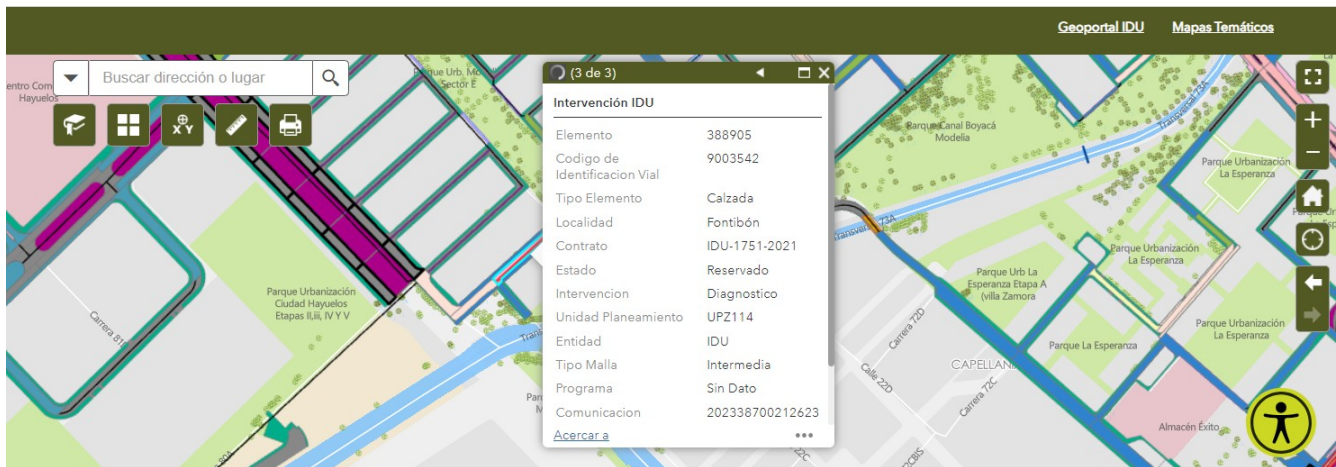 Geoportal IDU Mapas Temáticos
Buscar dirección o lugar
Hayuelos
Sector E
X Y
(3 de 3)
Intervención IDU
Elemento 388905
Codigo de
Identificacion Vial 9003542
Tipo Elemento Calzada
Localidad Fontibón
Contrato IDU-1751-2021
Estado Reservado
Intervencion Diagnostico
Unidad Planeamiento UPZ114
Entidad IDU
Tipo Malla Intermedia
Programa Sin Dato
Comunicacion 202338700212623
Acercar a
Parque Canal Boyacá
Modelia
Transversal 73A
Parque Urbanización
La Esperanza
Parque Urbanización
Ciudad Hayuelos
Etapas II,iii, IV Y V
Parque Urbanización
La Esperanza
Parque Urb La
Esperanza Etapa A
(villa Zamora
Parque Urbanización
La Esperanza
Parque La Esperanza
Carrera 72D
Calle 22D
Carrera 72C
Almacén Éxito